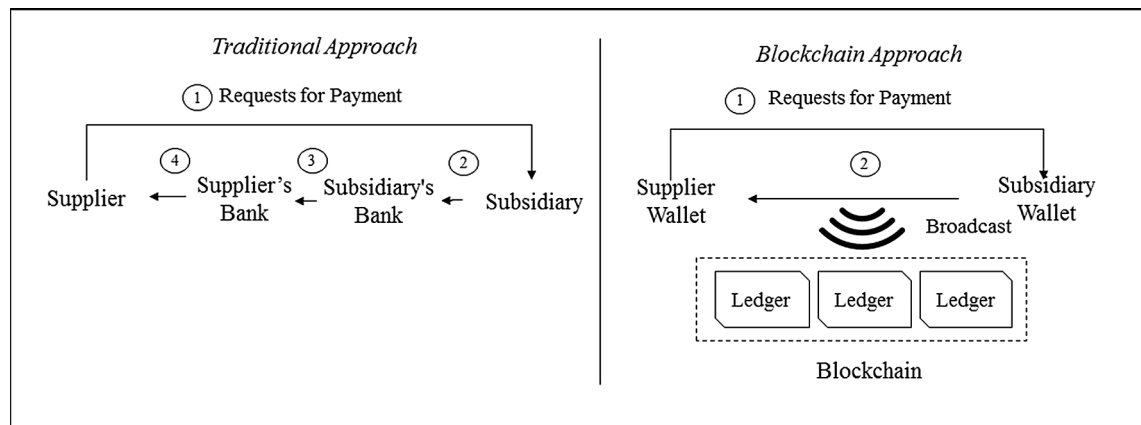 Traditional Approach
1 Requests for Payment
4
3
2
Supplier
Supplier’s
Bank
Subsidiary's
Bank
Subsidiary
Blockchain Approach
1 Requests for Payment
2
Supplier
Wallet
Subsidiary
Wallet
Broadcast
Ledger
Ledger
Ledger
Blockchain